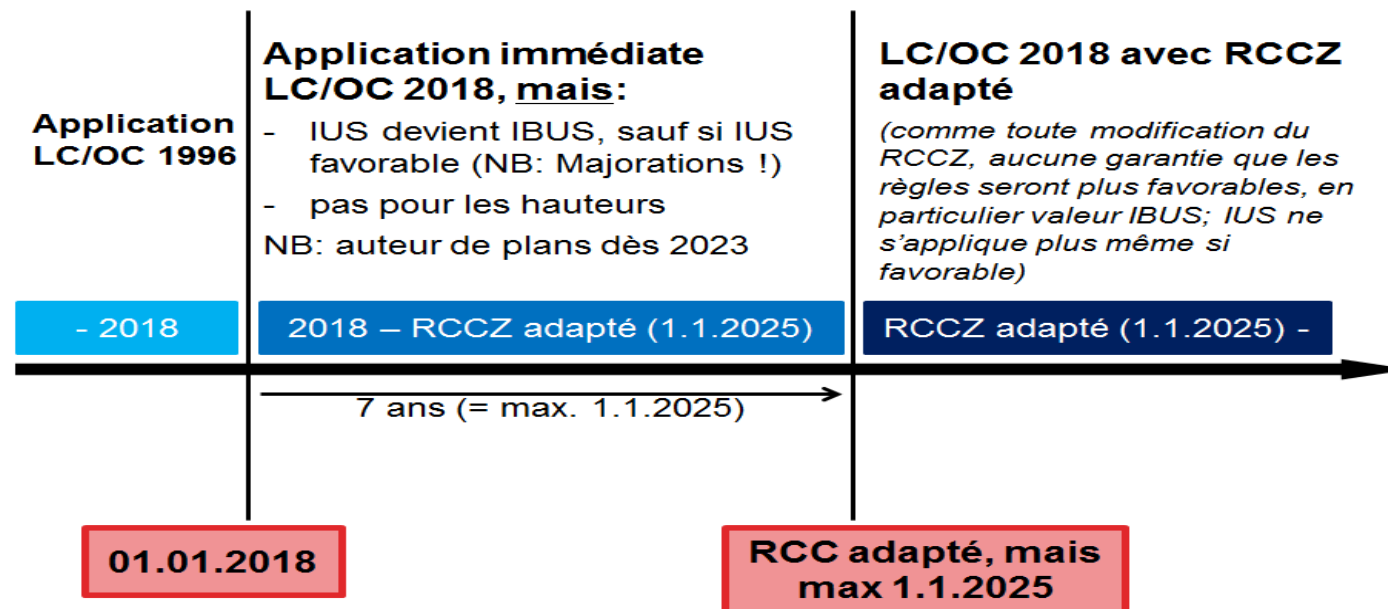 Application
LC/OC 1996
Application immédiate
LC/OC 2018, mais:
- IUS devient IBUS, sauf si IUS
favorable (NB: Majorations !)
- pas pour les hauteurs
NB: auteur de plans dès 2023
LC/OC 2018 avec RCCZ
adapté
(comme toute modification du
RCCZ, aucune garantie que les
règles seront plus favorables, en
particulier valeur IBUS; IUS ne
s'applique plus même si
favorable)
- 2018
2018 – RCCZ adapté (1.1.2025)
RCCZ adapté (1.1.2025) -
7 ans (= max. 1.1.2025)
01.01.2018
RCC adapté, mais
max 1.1.2025